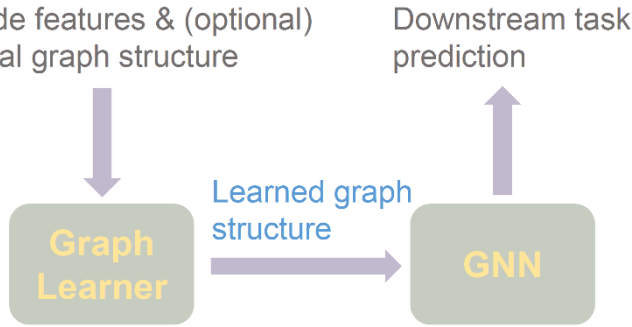 de features & (optional)
al graph structure
Downstream task
prediction
Learned graph
structure
Graph
Learner
GNN